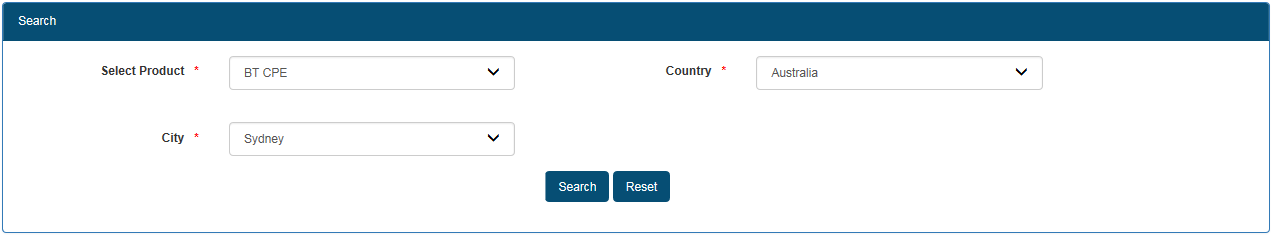 Search
Select Product * BT CPE Country * Australia
City * Sydney
Search Reset